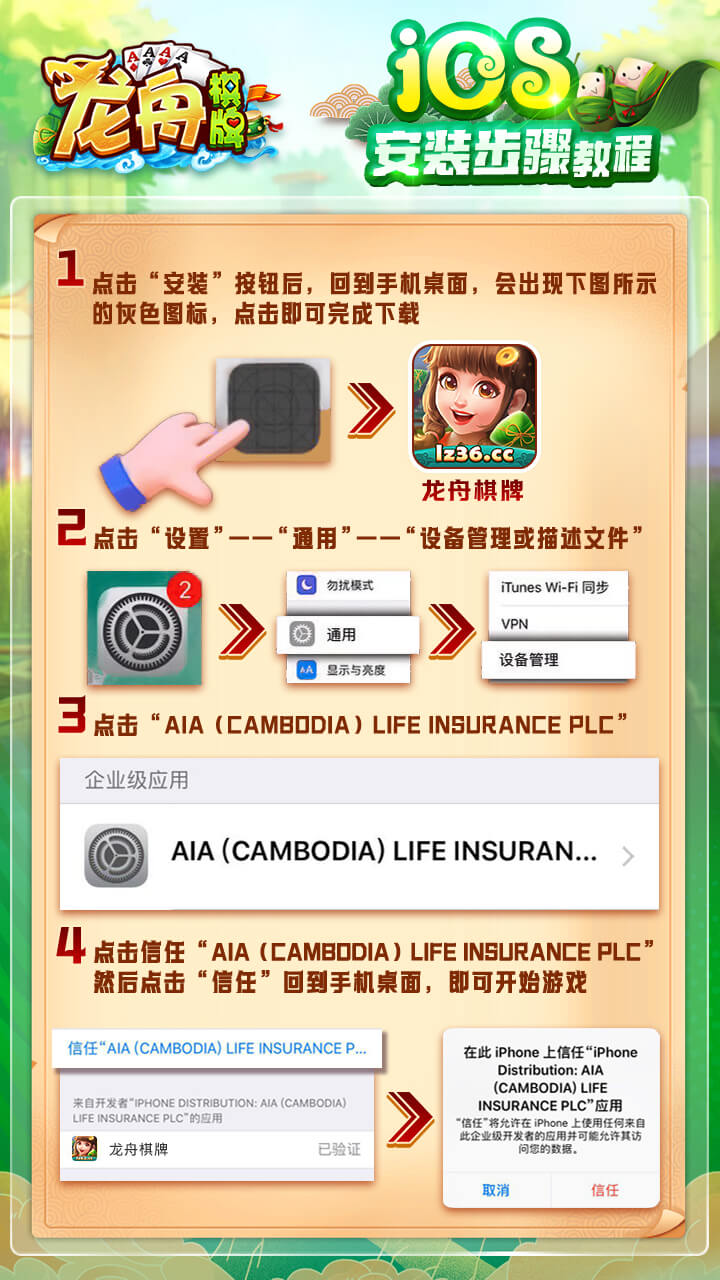 龙舟棋牌
iOS
安装步骤教程
1 点击“安装”按钮后，回到手机桌面，会出现下图所示
的灰色图标，点击即可完成下载
lz36.cc
龙舟棋牌
2 点击“设置”——“通用”——“设备管理或描述文件”
2
勿扰模式
通用
AA 显示与亮度
iTunes Wi-Fi 同步
VPN
设备管理
3 点击“AIA（CAMBODIA）LIFE INSURANCE PLC”
企业级应用
AIA (CAMBODIA) LIFE INSURAN...
4 点击信任“AIA（CAMBODIA）LIFE INSURANCE PLC”
然后点击“信任”回到手机桌面，即可开始游戏
信任“AIA (CAMBODIA) LIFE INSURANCE P...
来自开发者“IPHONE DISTRIBUTION: AIA (CAMBODIA)
LIFE INSURANCE PLC”的应用
龙舟棋牌 已验证
在此 iPhone 上信任“iPhone
Distribution: AIA
(CAMBODIA) LIFE
INSURANCE PLC”应用
“信任”将允许在 iPhone 上使用任何来自
此企业级开发者的应用并可能允许其访
问您的数据。
取消 信任